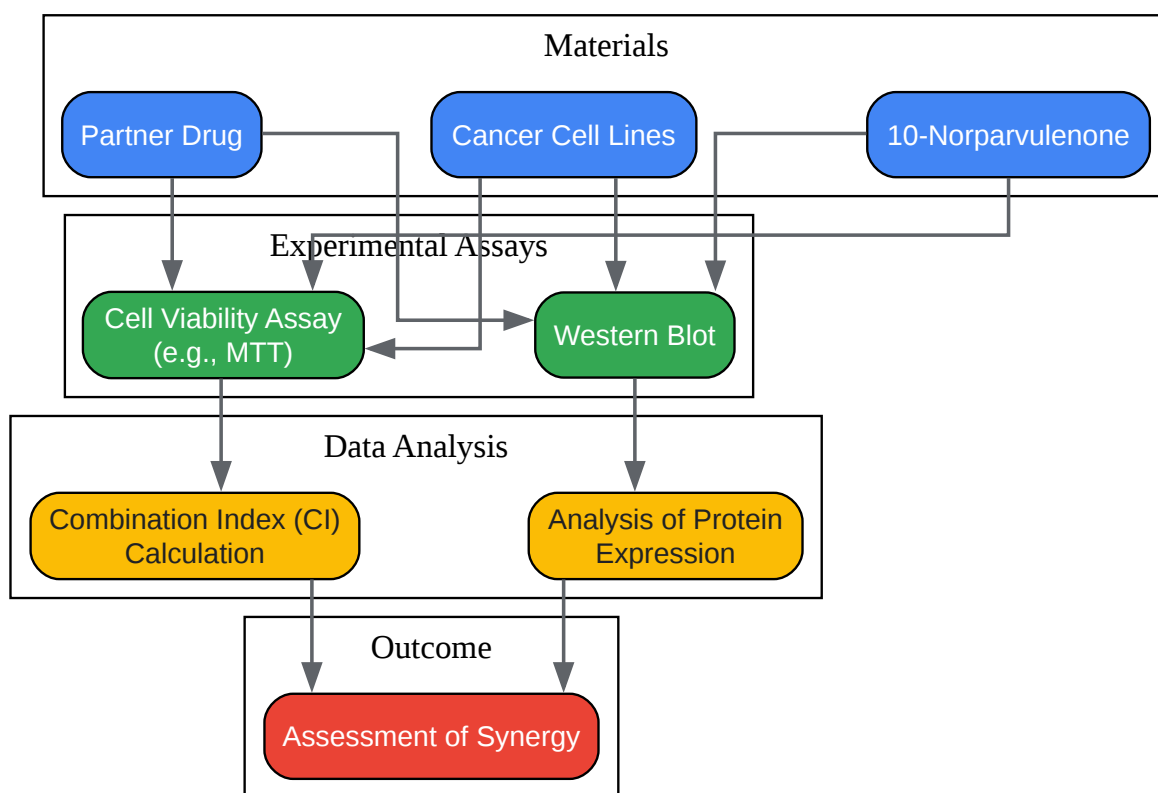 Materials
Partner Drug
Cancer Cell Lines
10-Norparvulenone
Experimental Assays
Cell Viability Assay
(e.g., MTT)
Western Blot
Data Analysis
Combination Index (CI)
Calculation
Analysis of Protein
Expression
Outcome
Assessment of Synergy